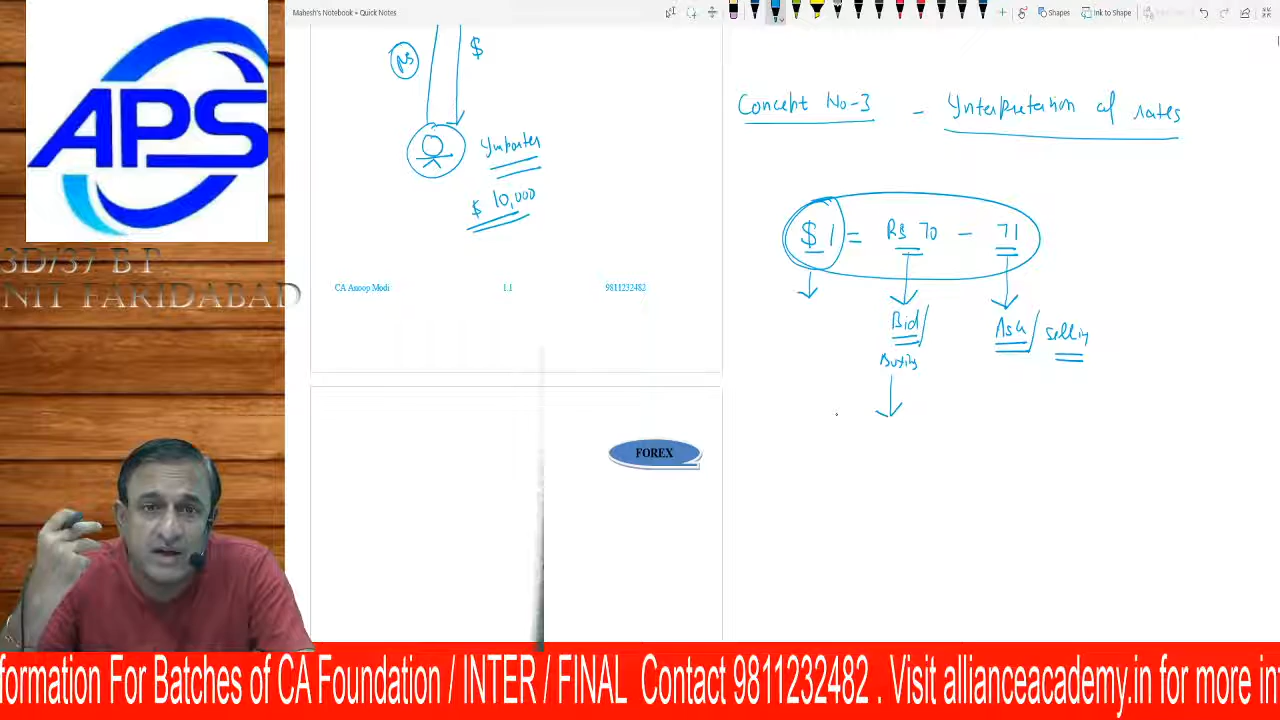 APS
3D/37 B.P.
NIT FARIDABAD
Mahesh's Notebook » Quick Notes
Shapes
Ink to Shape
Rs
$
Importer
$ 10,000
CA Anoop Modi 1.1 9811232482
FOREX
Concept No-3 - Interpretation of rates
$ 1 = Rs 70 - 71
Bid/
Buying
Ask/ selling
formation For Batches of CA Foundation / INTER / FINAL Contact 9811232482 . Visit allianceacademy.in for more in